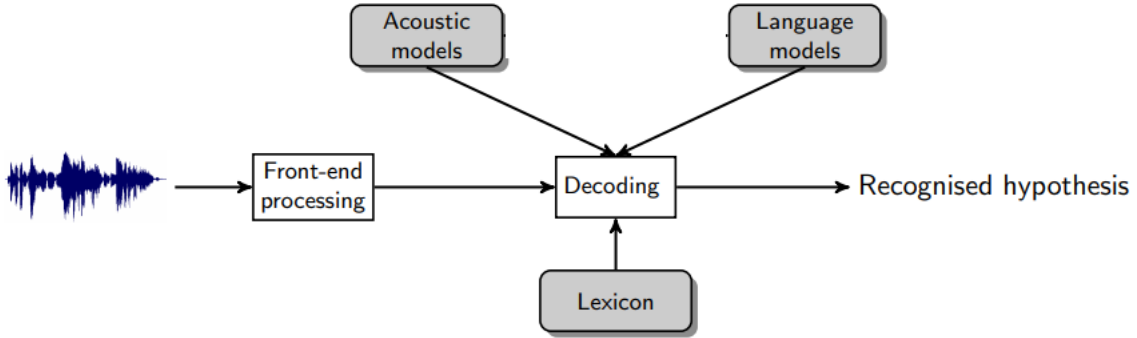 Acoustic
models
Language
models
Front-end
processing
Decoding
Recognised hypothesis
Lexicon